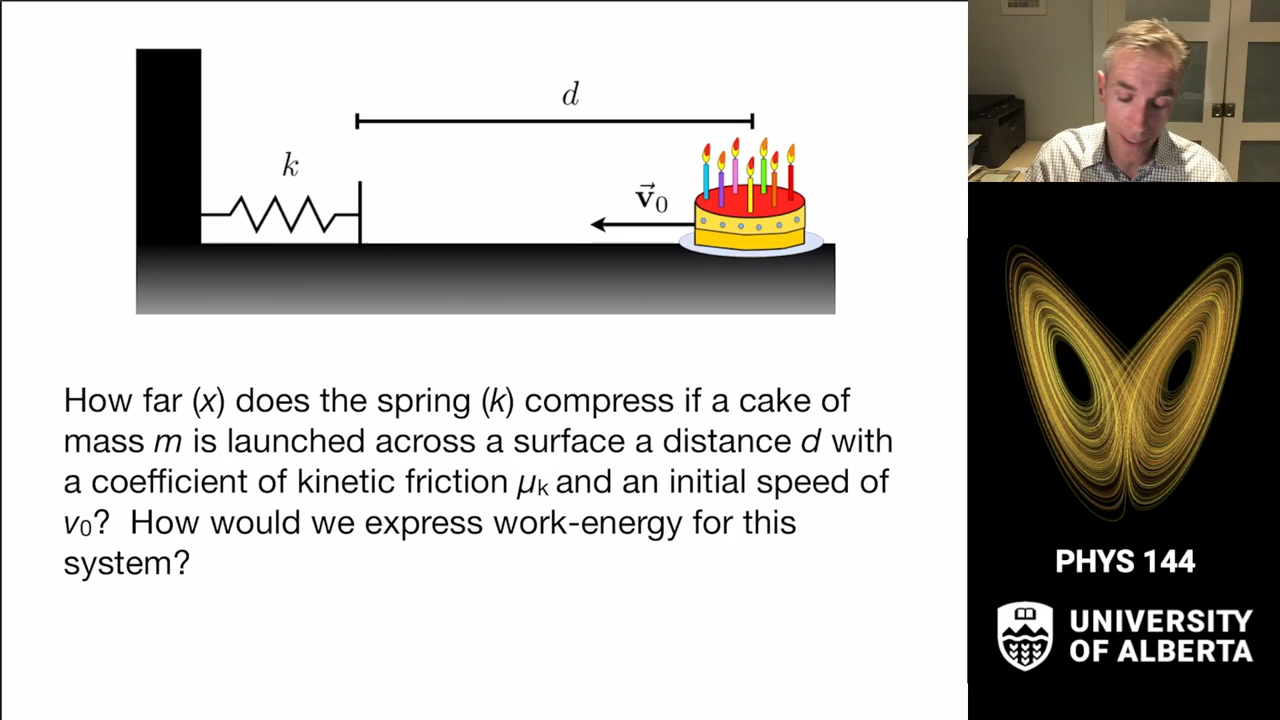 d
k
v⃗₀
How far (x) does the spring (k) compress if a cake of
mass m is launched across a surface a distance d with
a coefficient of kinetic friction μₖ and an initial speed of
v₀? How would we express work-energy for this
system?
PHYS 144
UNIVERSITY
OF ALBERTA